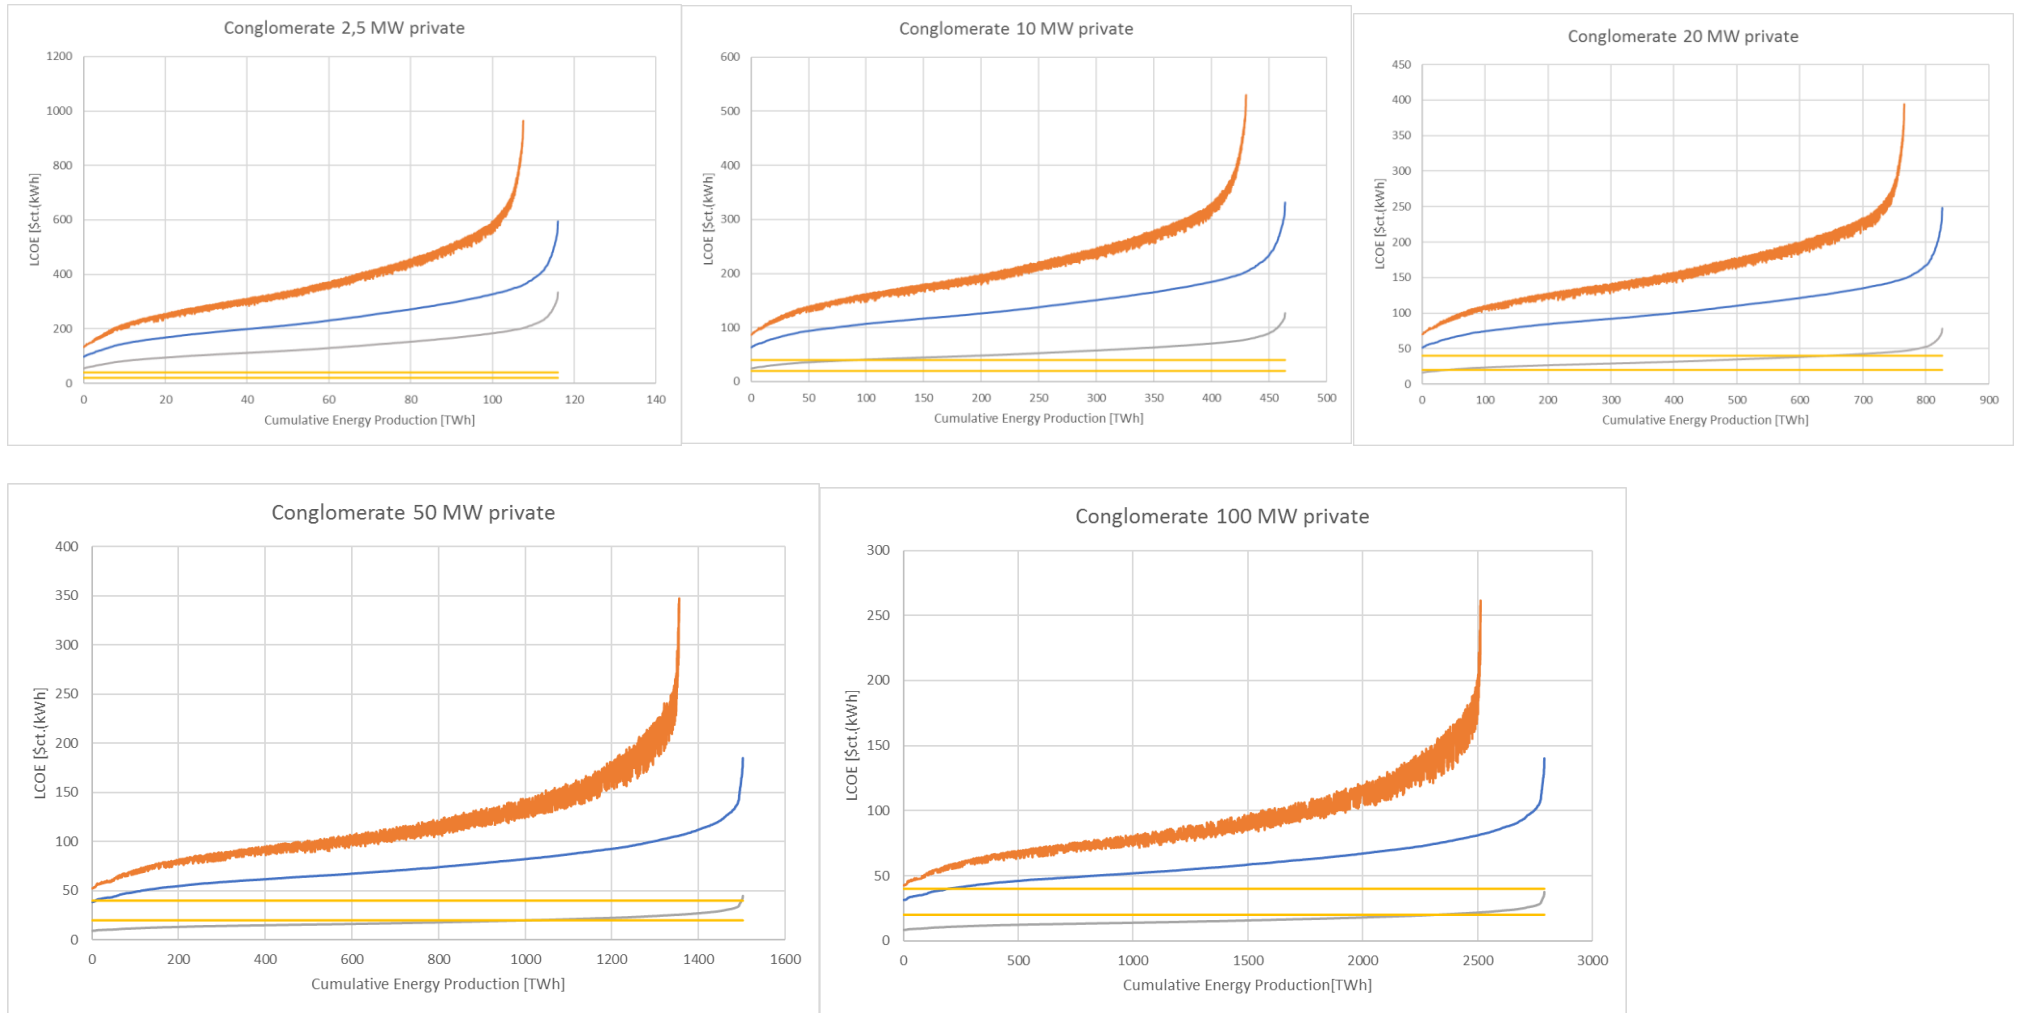 Conglomerate 2,5 MW private
1200
1000
800
600
400
200
0
LCOE [$ct.(kWh]
0 20 40 60 80 100 120 140
Cumulative Energy Production [TWh]
Conglomerate 10 MW private
600
500
400
300
200
100
0
LCOE [$ct.(kWh]
0 50 100 150 200 250 300 350 400 450 500
Cumulative Energy Production [TWh]
Conglomerate 20 MW private
450
400
350
300
250
200
150
100
50
0
LCOE [$ct.(kWh]
0 100 200 300 400 500 600 700 800 900
Cumulative Energy Production [TWh]
Conglomerate 50 MW private
400
350
300
250
200
150
100
50
0
LCOE [$ct.(kWh]
0 200 400 600 800 1000 1200 1400 1600
Cumulative Energy Production [TWh]
Conglomerate 100 MW private
300
250
200
150
100
50
0
LCOE [$ct.(kWh]
0 500 1000 1500 2000 2500 3000
Cumulative Energy Production[TWh]